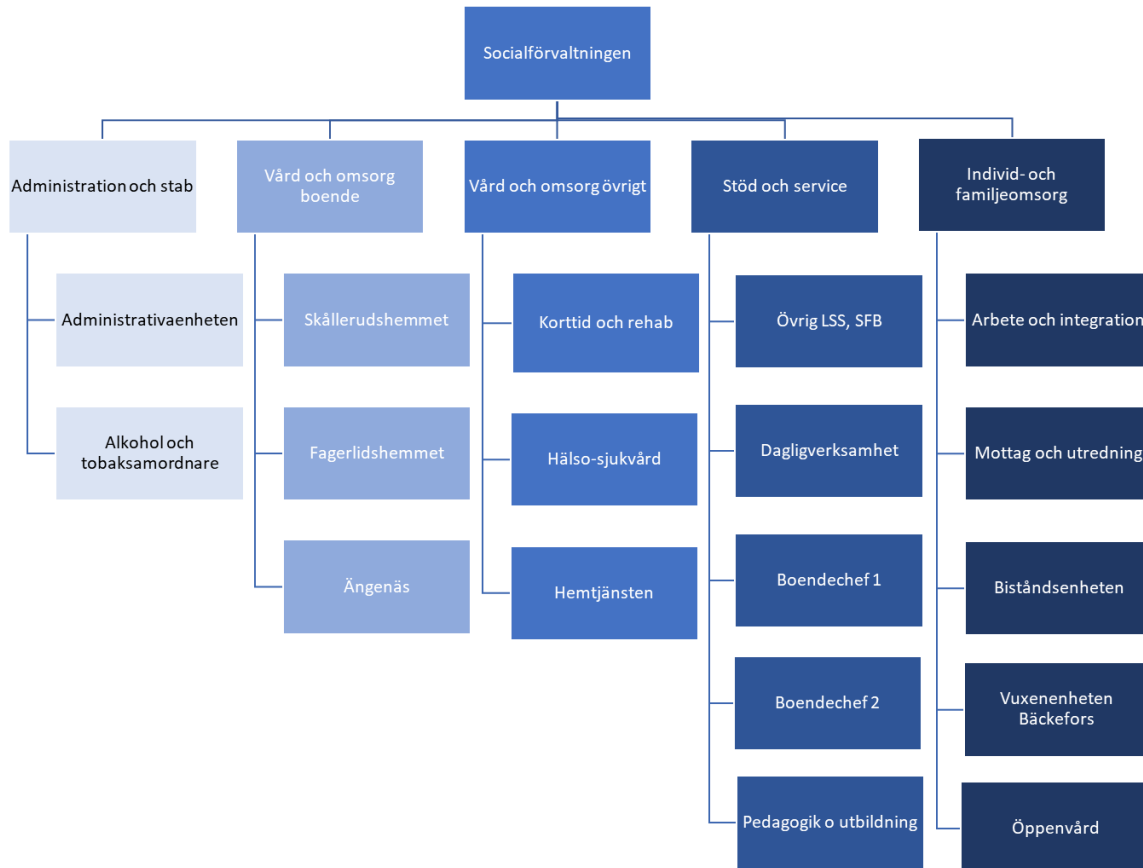 Socialförvaltningen
Administration och stab
Vård och omsorg
boende
Vård och omsorg övrigt
Stöd och service
Individ- och
familjeomsorg
Administrativaenheten
Alkohol och
tobaksamordnare
Skållerudshemmet
Fagerlidshemmet
Ängenäs
Korttid och rehab
Hälso-sjukvård
Hemtjänsten
Övrig LSS, SFB
Dagligverksamhet
Boendechef 1
Boendechef 2
Pedagogik o utbildning
Arbete och integration
Mottag och utredning
Biståndsenheten
Vuxenenheten
Bäckefors
Öppenvård